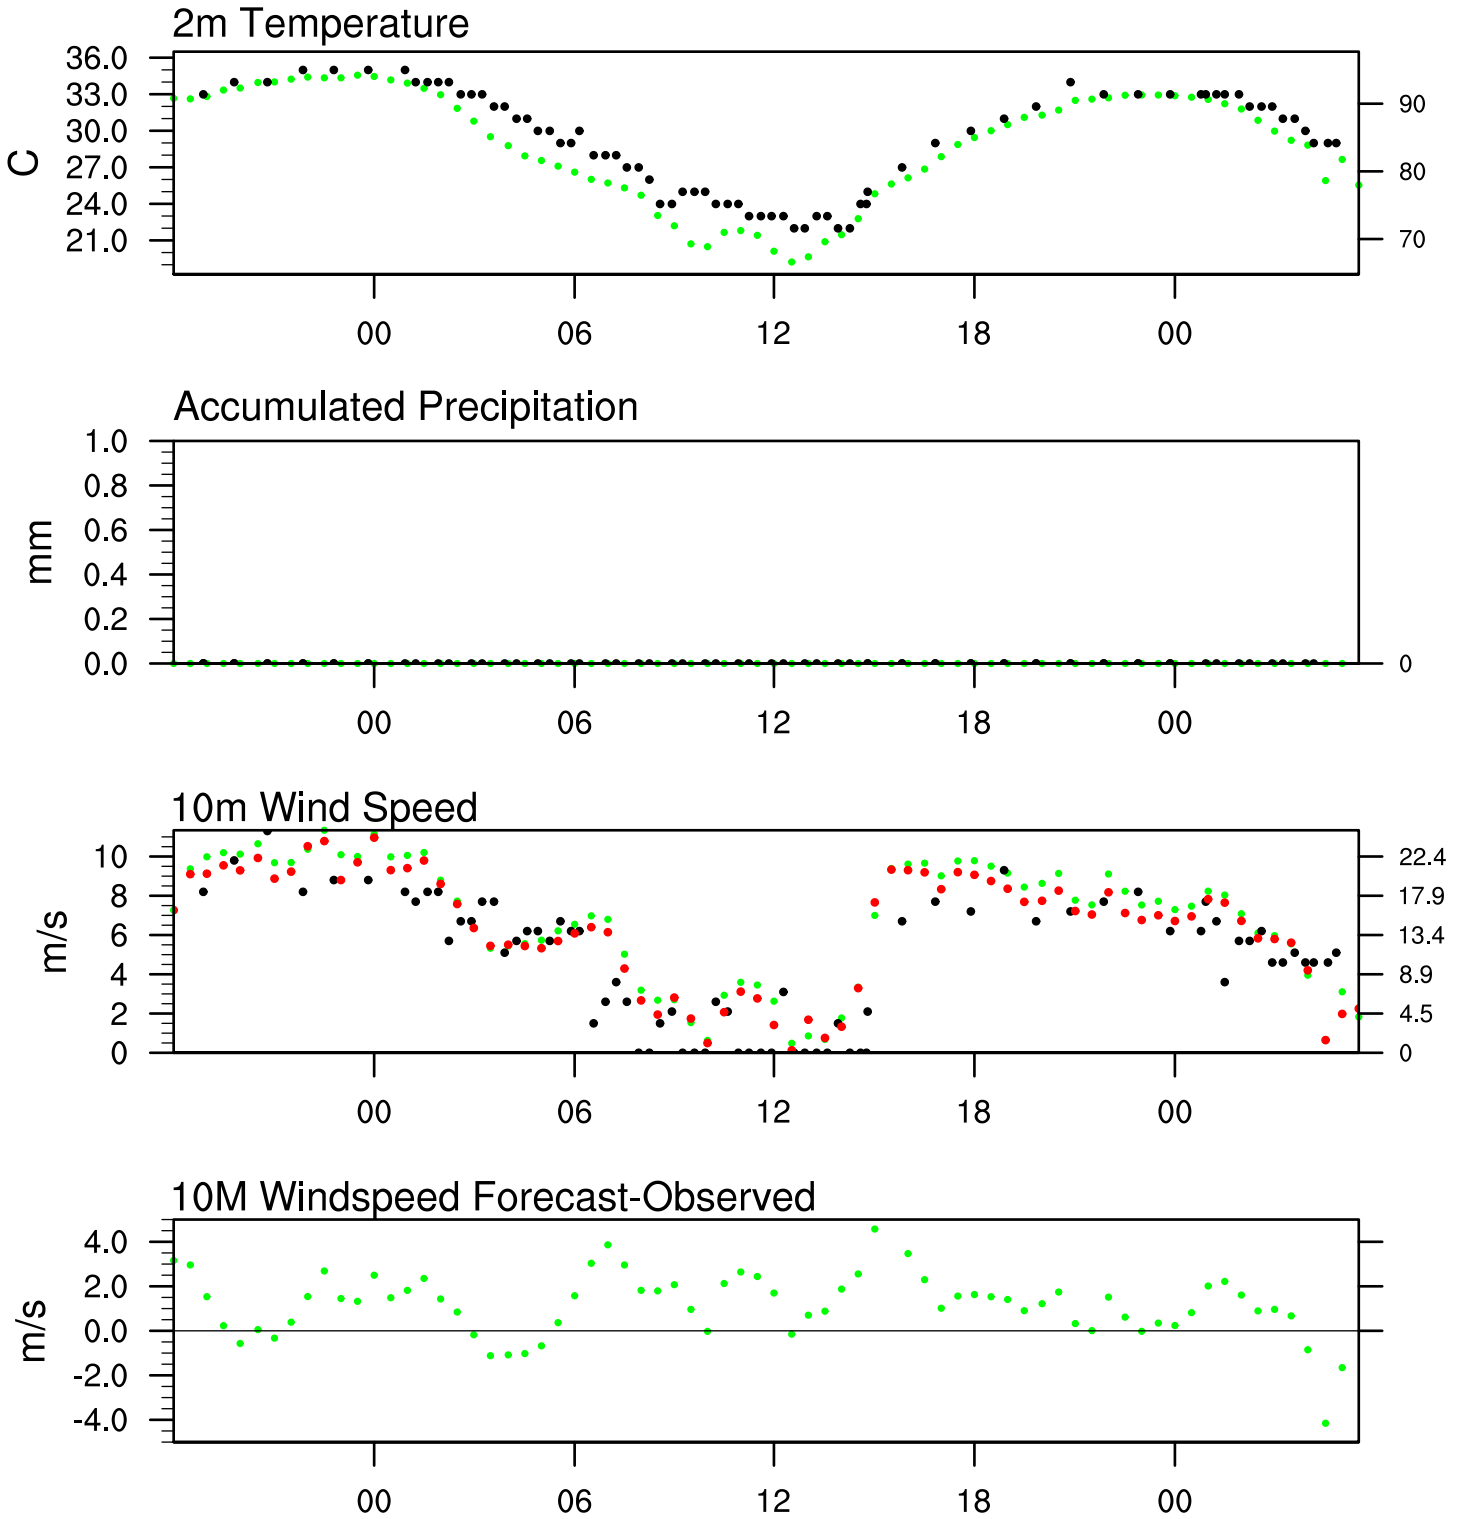 2m Temperature
36.0
33.0
30.0
27.0
24.0
21.0
C
90
80
70
00 06 12 18 00
Accumulated Precipitation
1.0
0.8
0.6
0.4
0.2
0.0
mm
0
00 06 12 18 00
10m Wind Speed
10
8
6
4
2
0
m/s
22.4
17.9
13.4
8.9
4.5
0
00 06 12 18 00
10M Windspeed Forecast-Observed
4.0
2.0
0.0
-2.0
-4.0
m/s
00 06 12 18 00